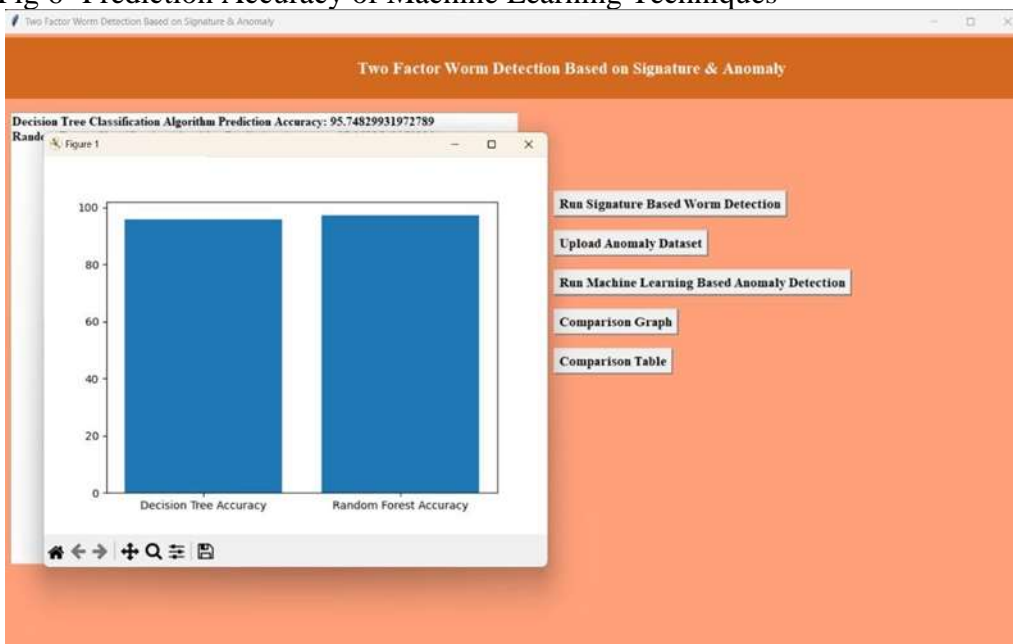 Fig 6 Prediction Accuracy of Machine Learning Techniques
Two Factor Worm Detection Based on Signature & Anomaly
Two Factor Worm Detection Based on Signature & Anomaly
Decision Tree Classification Algorithm Prediction Accuracy: 95.74829931972789
Figure 1
100
80
60
40
20
0
Decision Tree Accuracy Random Forest Accuracy
Run Signature Based Worm Detection
Upload Anomaly Dataset
Run Machine Learning Based Anomaly Detection
Comparison Graph
Comparison Table